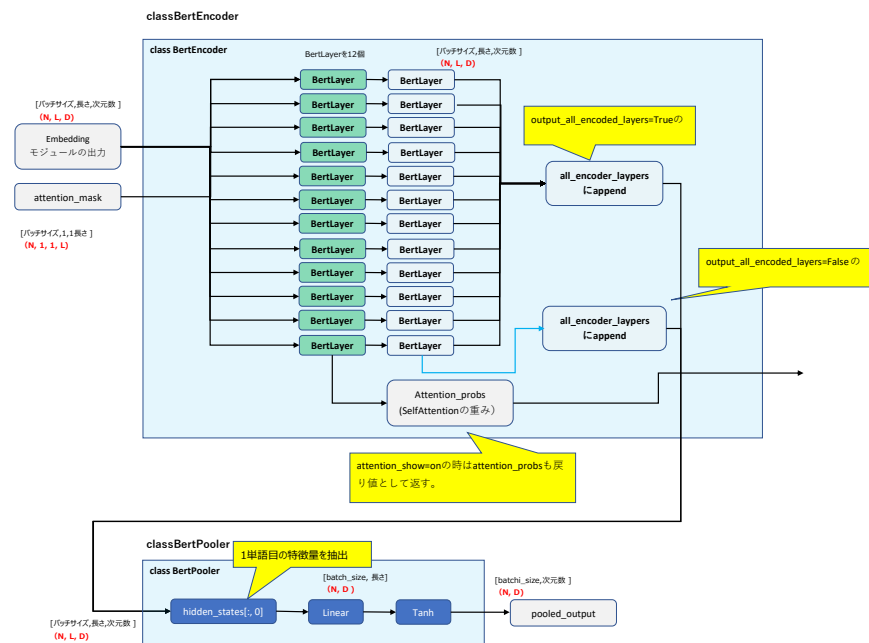 classBertEncoder
class BertEncoder
BertLayerを12個
[バッチサイズ,長さ,次元数 ]
(N, L, D)
[バッチサイズ,長さ,次元数 ]
(N, L, D)
Embedding
モジュールの出力
attention_mask
[バッチサイズ,1,1長さ ]
(N, 1, 1, L)
BertLayer BertLayer
BertLayer BertLayer
BertLayer BertLayer
BertLayer BertLayer
BertLayer BertLayer
BertLayer BertLayer
BertLayer BertLayer
BertLayer BertLayer
BertLayer BertLayer
BertLayer BertLayer
BertLayer BertLayer
BertLayer BertLayer
output_all_encoded_layers=Trueの
all_encoder_laypers
にappend
output_all_encoded_layers=False の
all_encoder_laypers
にappend
Attention_probs
(SelfAttentionの重み）
attention_show=onの時はattention_probsも戻
り値として返す。
classBertPooler
class BertPooler
1単語目の特徴量を抽出
[バッチサイズ,長さ,次元数 ]
(N, L, D)
hidden_states[:, 0]
[batch_size, 長さ]
(N, D )
Linear
Tanh
[batchi_size,次元数 ]
(N, D)
pooled_output